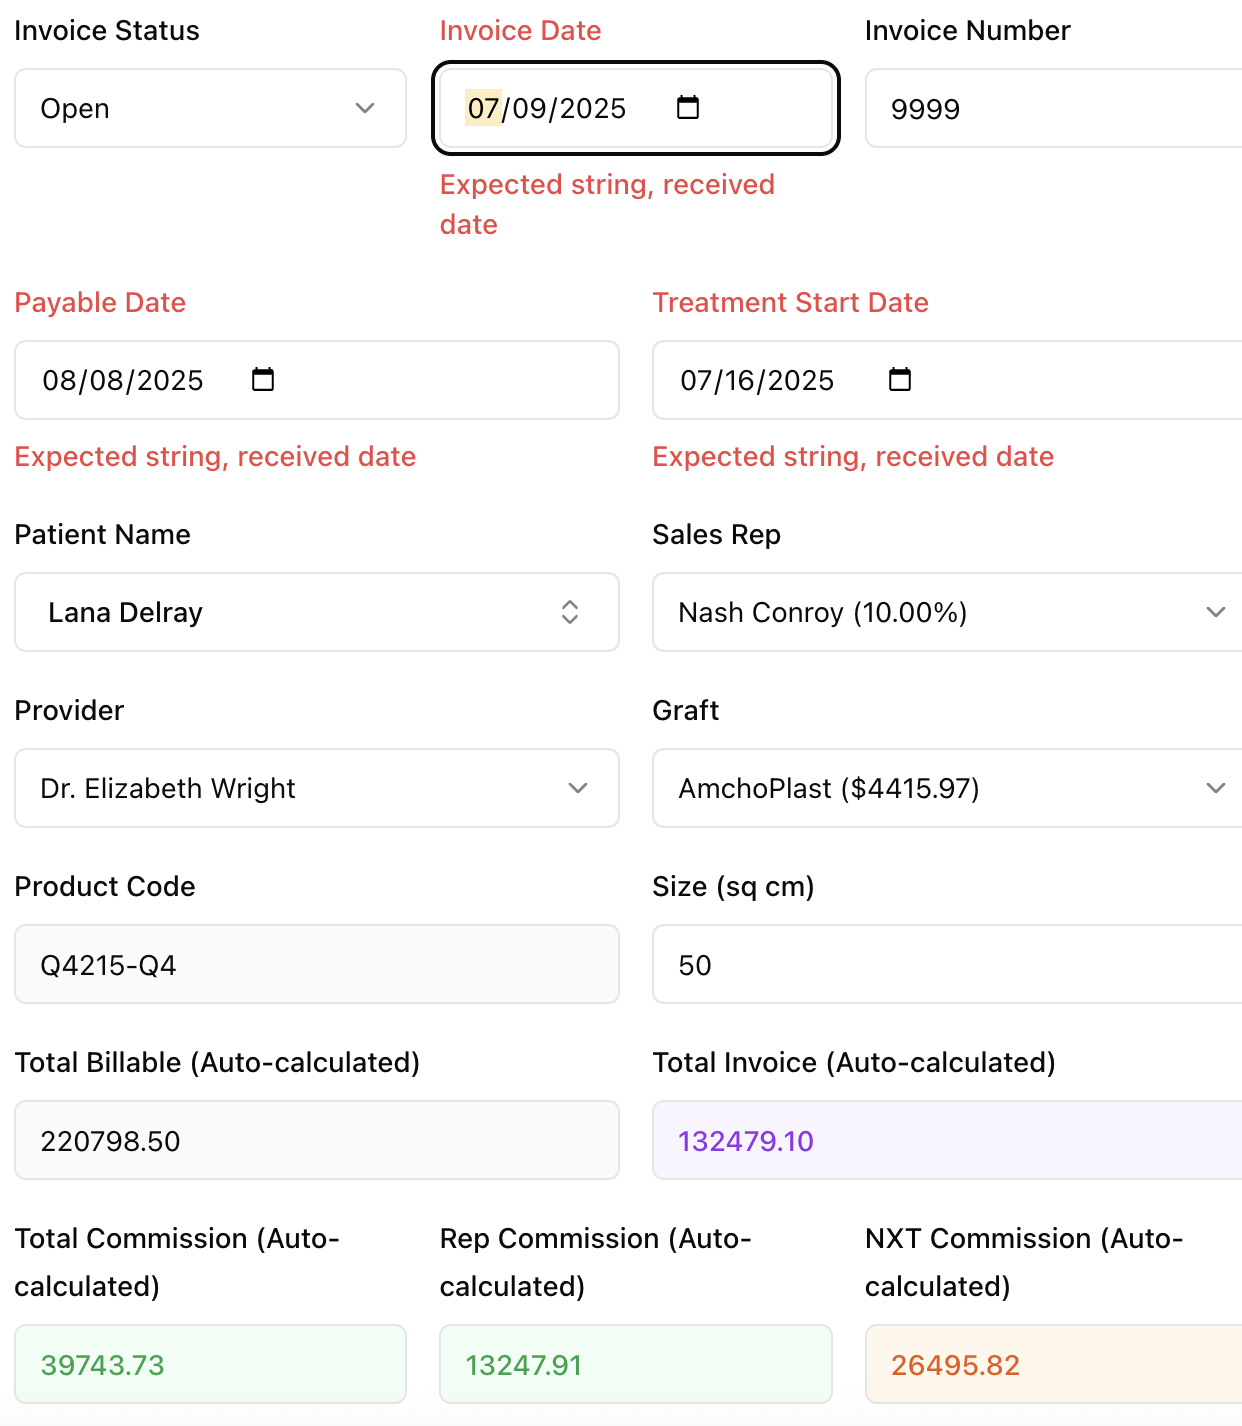 Invoice Status
Invoice Date
Invoice Number
Open
07/09/2025
9999
Expected string, received
date
Payable Date
Treatment Start Date
08/08/2025
07/16/2025
Expected string, received date
Expected string, received date
Patient Name
Sales Rep
Lana Delray
Nash Conroy (10.00%)
Provider
Graft
Dr. Elizabeth Wright
AmchoPlast ($4415.97)
Product Code
Size (sq cm)
Q4215-Q4
50
Total Billable (Auto-calculated)
Total Invoice (Auto-calculated)
220798.50
132479.10
Total Commission (Auto-
calculated)
Rep Commission (Auto-
calculated)
NXT Commission (Auto-
calculated)
39743.73
13247.91
26495.82